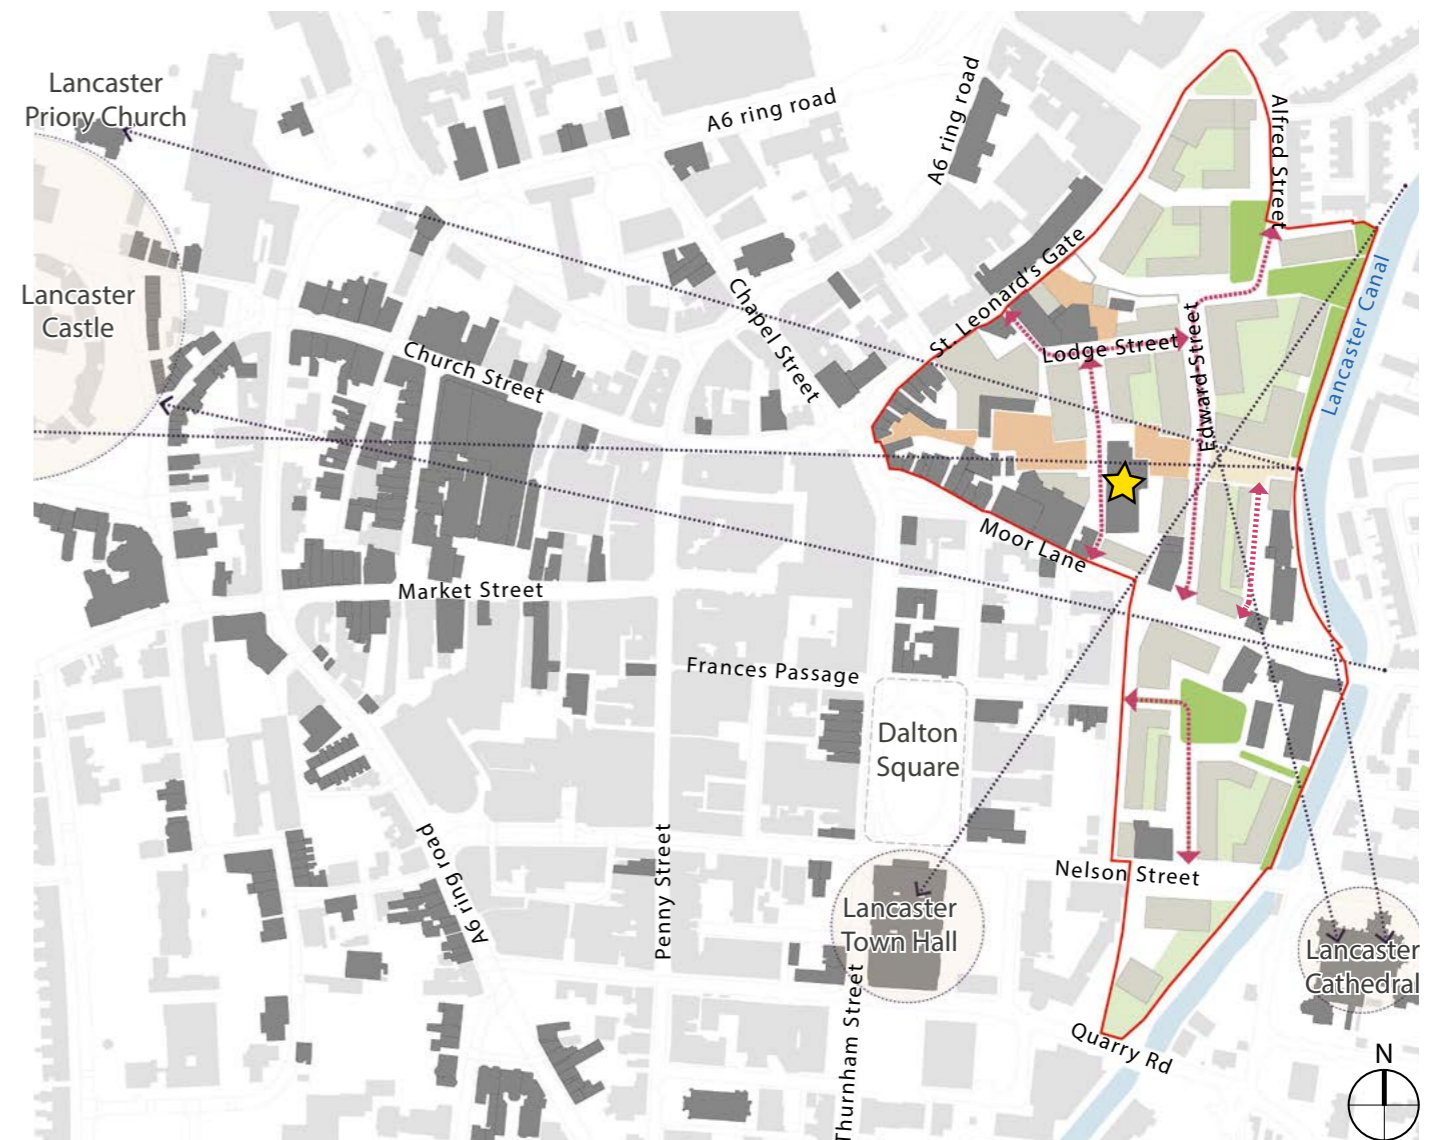 Lancaster
Priory Church
A6 ring road
A6 ring road
Alfred Street
St. Leonard's Gate
Lancaster
Castle
Chapel Street
Lancaster Canal
Church Street
Lodge Street
Edward Street
Moor Lane
Market Street
Frances Passage
Dalton
Square
A6 ring road
Penny Street
Nelson Street
Lancaster
Town Hall
Lancaster
Cathedral
Thurnham Street
Quarry Rd
N